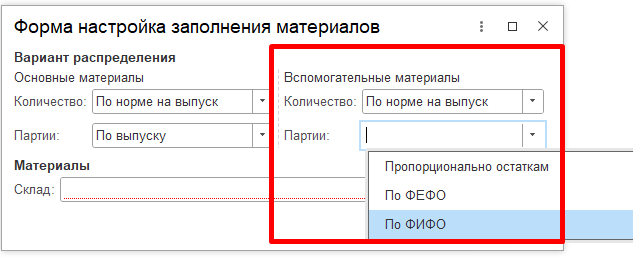 Форма настройка заполнения материалов
Вариант распределения
Основные материалы
Вспомогательные материалы
Количество: По норме на выпуск
Количество: По норме на выпуск
Партии: По выпуску
Партии:
Пропорционально остаткам
По ФЕФО
По ФИФО
Материалы
Склад: